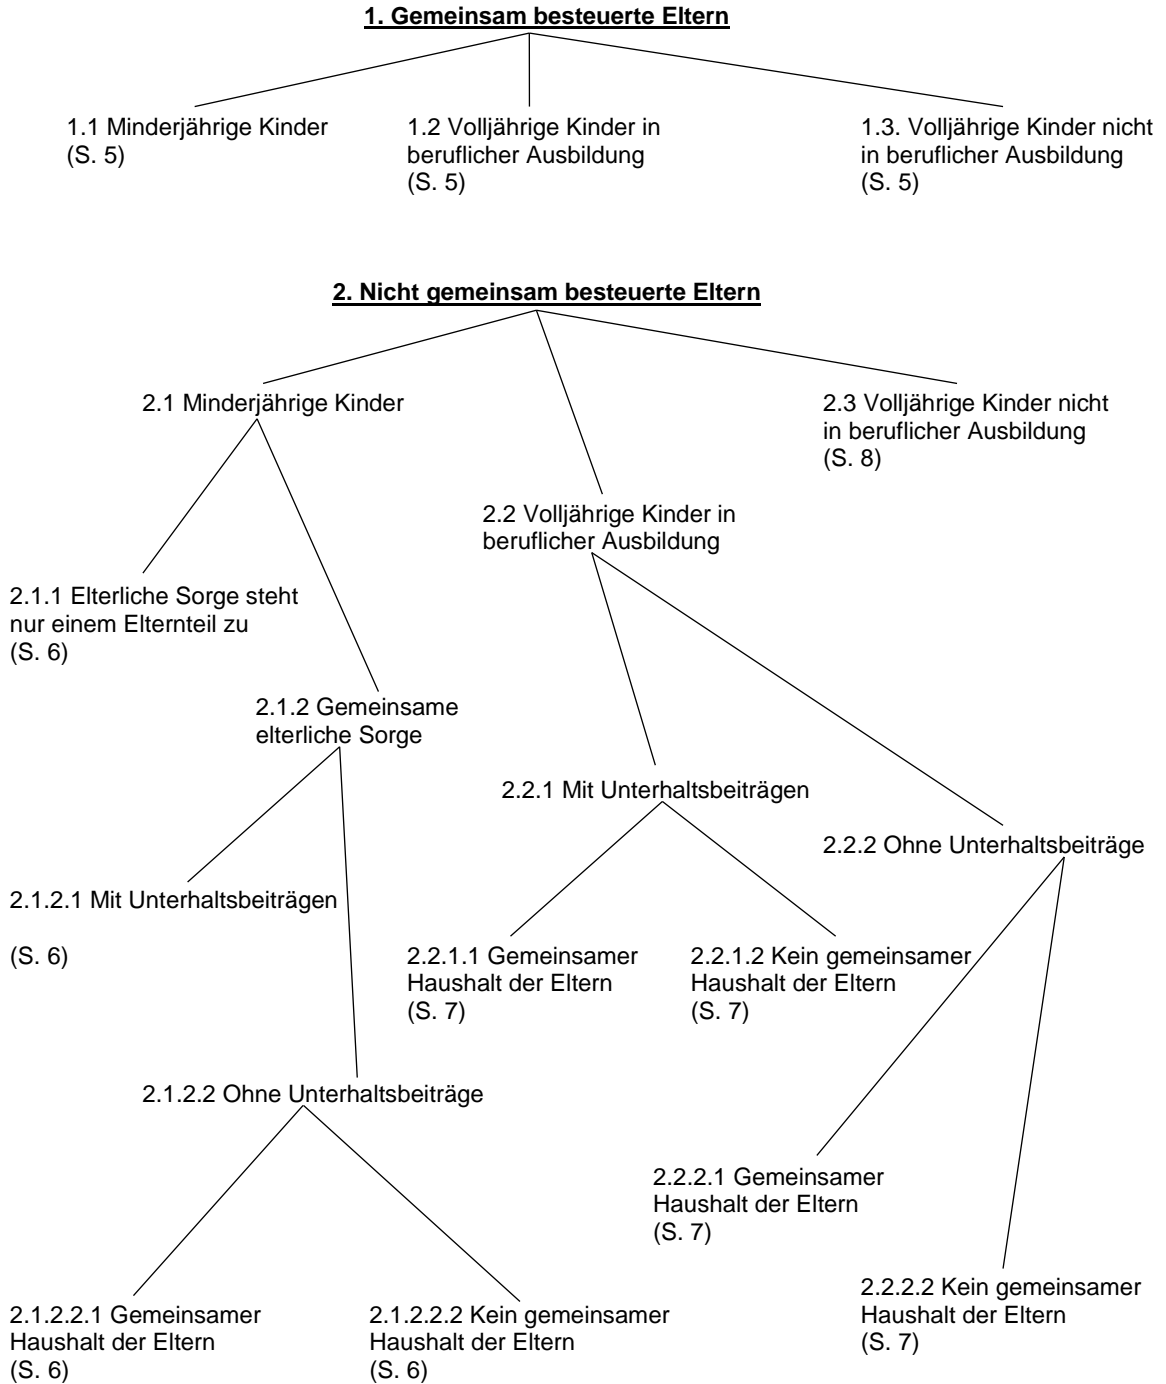 1. Gemeinsam besteuerte Eltern
1.1 Minderjährige Kinder
(S. 5)
1.2 Volljährige Kinder in
beruflicher Ausbildung
(S. 5)
1.3. Volljährige Kinder nicht
in beruflicher Ausbildung
(S. 5)
2. Nicht gemeinsam besteuerte Eltern
2.1 Minderjährige Kinder
2.3 Volljährige Kinder nicht
in beruflicher Ausbildung
(S. 8)
2.2 Volljährige Kinder in
beruflicher Ausbildung
2.1.1 Elterliche Sorge steht
nur einem Elternteil zu
(S. 6)
2.1.2 Gemeinsame
elterliche Sorge
2.2.1 Mit Unterhaltsbeiträgen
2.2.2 Ohne Unterhaltsbeiträge
2.1.2.1 Mit Unterhaltsbeiträgen
(S. 6)
2.2.1.1 Gemeinsamer
Haushalt der Eltern
(S. 7)
2.2.1.2 Kein gemeinsamer
Haushalt der Eltern
(S. 7)
2.1.2.2 Ohne Unterhaltsbeiträge
2.2.2.1 Gemeinsamer
Haushalt der Eltern
(S. 7)
2.2.2.2 Kein gemeinsamer
Haushalt der Eltern
(S. 7)
2.1.2.2.1 Gemeinsamer
Haushalt der Eltern
(S. 6)
2.1.2.2.2 Kein gemeinsamer
Haushalt der Eltern
(S. 6)